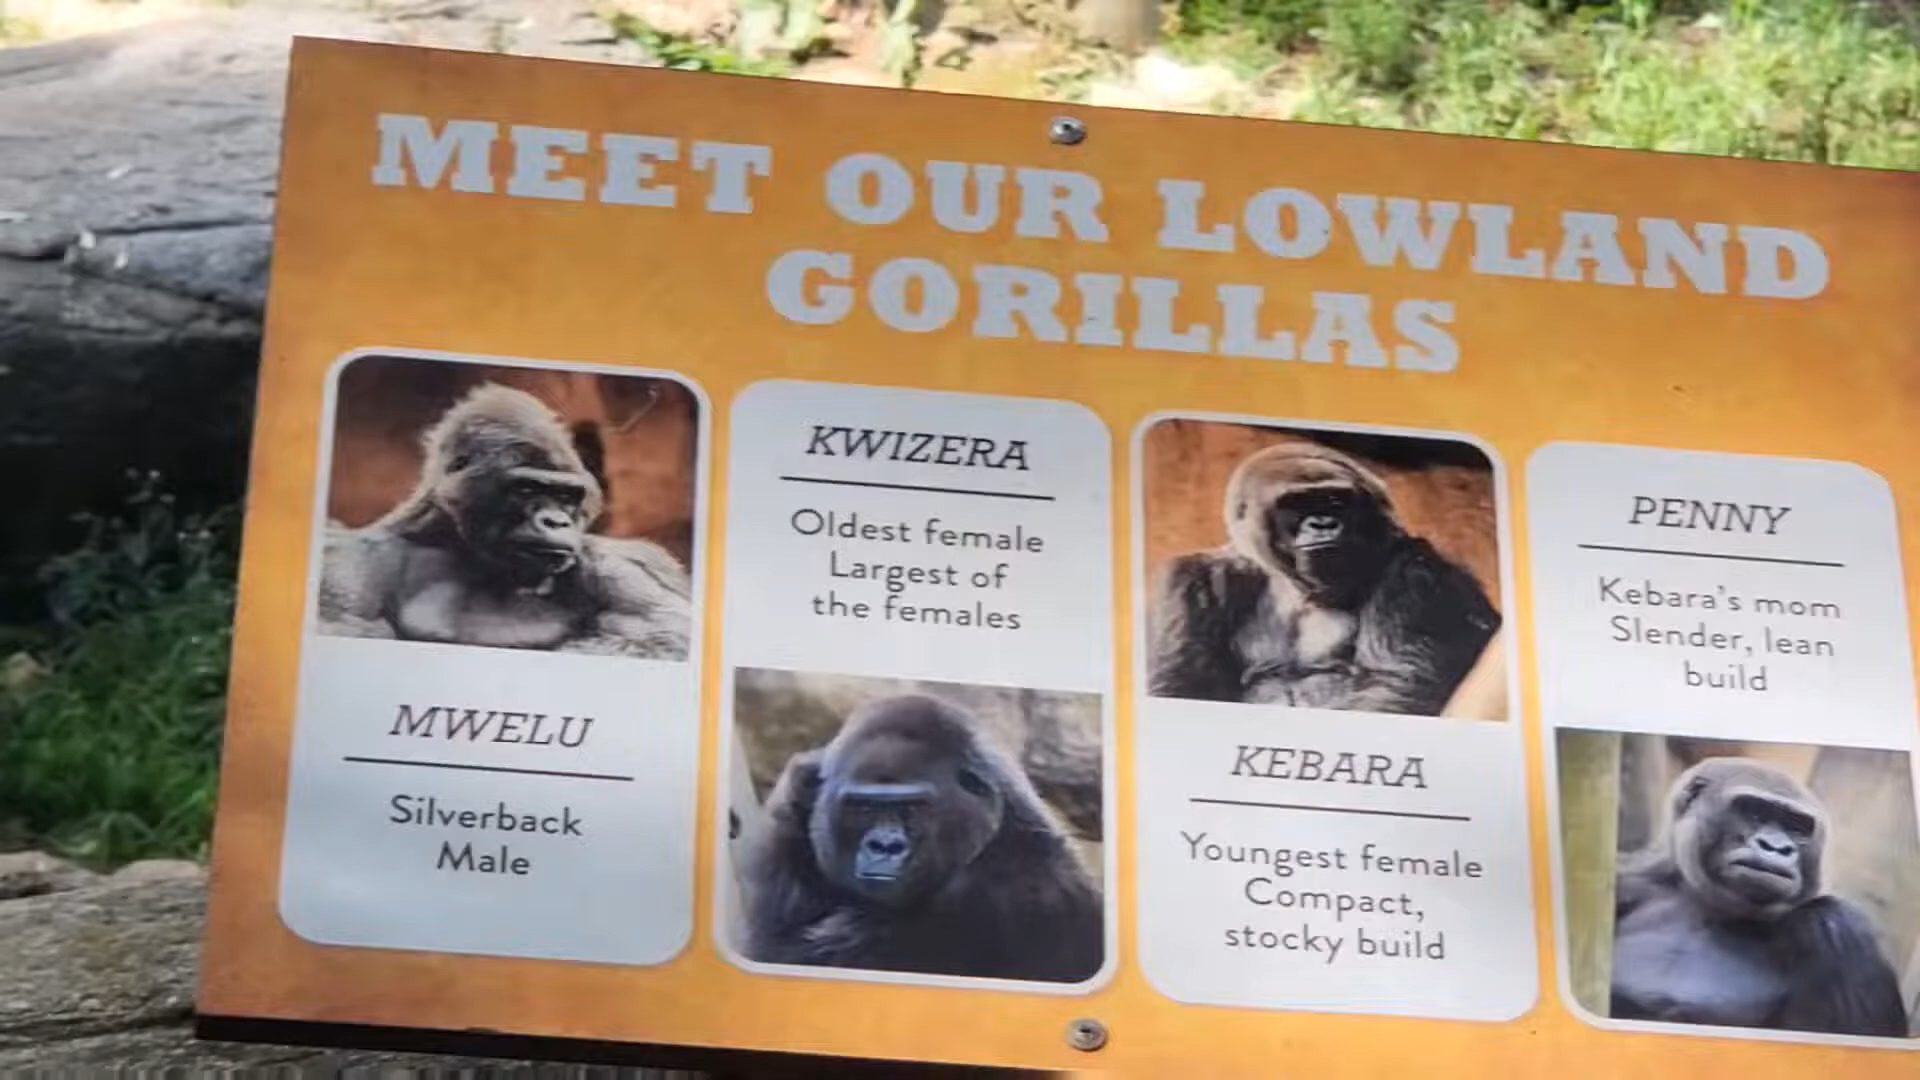 MEET OUR LOWLAND
GORILLAS
MWELU
Silverback
Male
KWIZERA
Oldest female
Largest of
the females
KEBARA
Youngest female
Compact,
stocky build
PENNY
Kebara's mom
Slender, lean
build